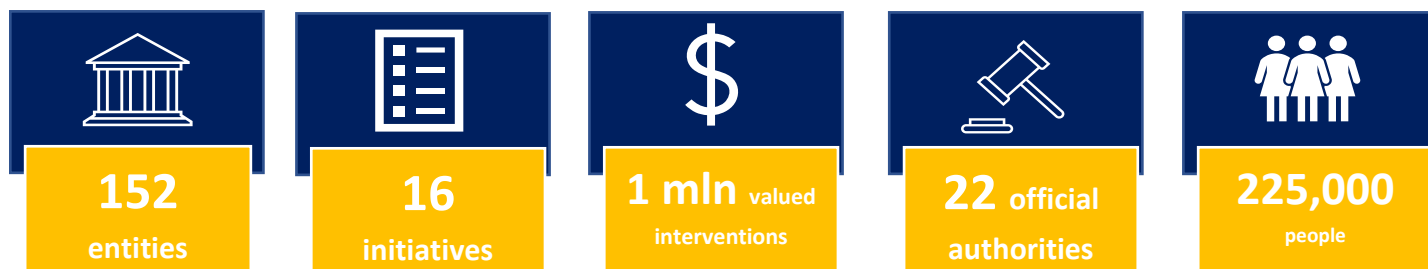 152
entities
16
initiatives
1 mln valued
interventions
22 official
authorities
225,000
people